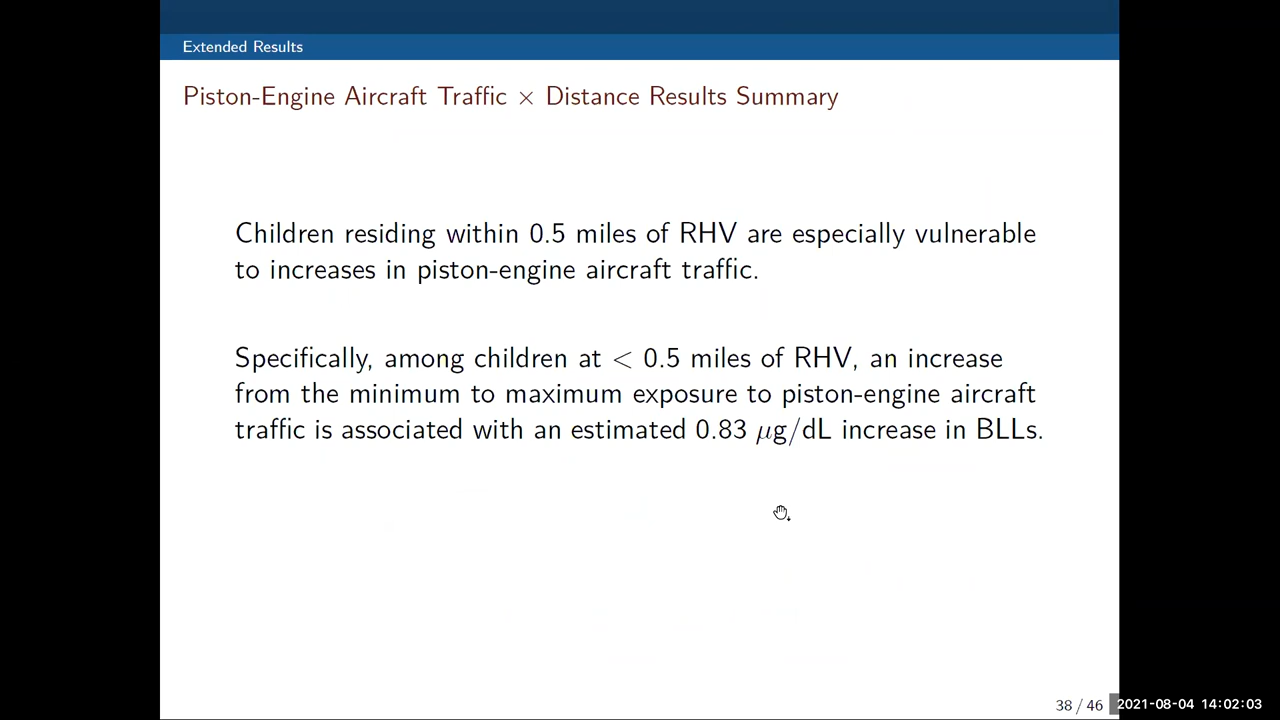 Extended Results
Piston-Engine Aircraft Traffic × Distance Results Summary
Children residing within 0.5 miles of RHV are especially vulnerable
to increases in piston-engine aircraft traffic.
Specifically, among children at < 0.5 miles of RHV, an increase
from the minimum to maximum exposure to piston-engine aircraft
traffic is associated with an estimated 0.83 μg/dL increase in BLLs.
38 / 46
2021-08-04 14:02:03